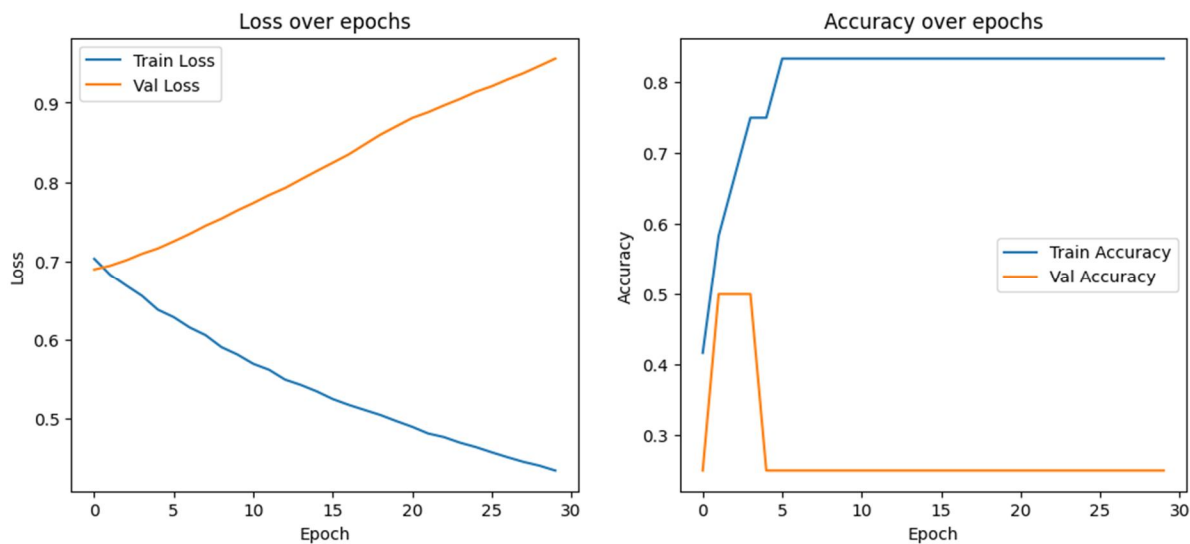 Loss over epochs
Train Loss
Val Loss
Loss
0.9
0.8
0.7
0.6
0.5
0
5
10
15
20
25
30
Epoch
Accuracy over epochs
Train Accuracy
Val Accuracy
Accuracy
0.8
0.7
0.6
0.5
0.4
0.3
0
5
10
15
20
25
30
Epoch